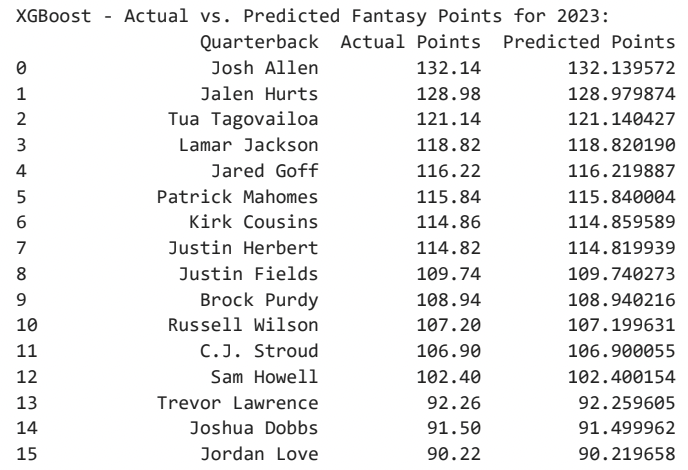 XGBoost - Actual vs. Predicted Fantasy Points for 2023:
Quarterback Actual Points Predicted Points
0 Josh Allen 132.14 132.139572
1 Jalen Hurts 128.98 128.979874
2 Tua Tagovailoa 121.14 121.140427
3 Lamar Jackson 118.82 118.820190
4 Jared Goff 116.22 116.219887
5 Patrick Mahomes 115.84 115.840004
6 Kirk Cousins 114.86 114.859589
7 Justin Herbert 114.82 114.819939
8 Justin Fields 109.74 109.740273
9 Brock Purdy 108.94 108.940216
10 Russell Wilson 107.20 107.199631
11 C.J. Stroud 106.90 106.900055
12 Sam Howell 102.40 102.400154
13 Trevor Lawrence 92.26 92.259605
14 Joshua Dobbs 91.50 91.499962
15 Jordan Love 90.22 90.219658